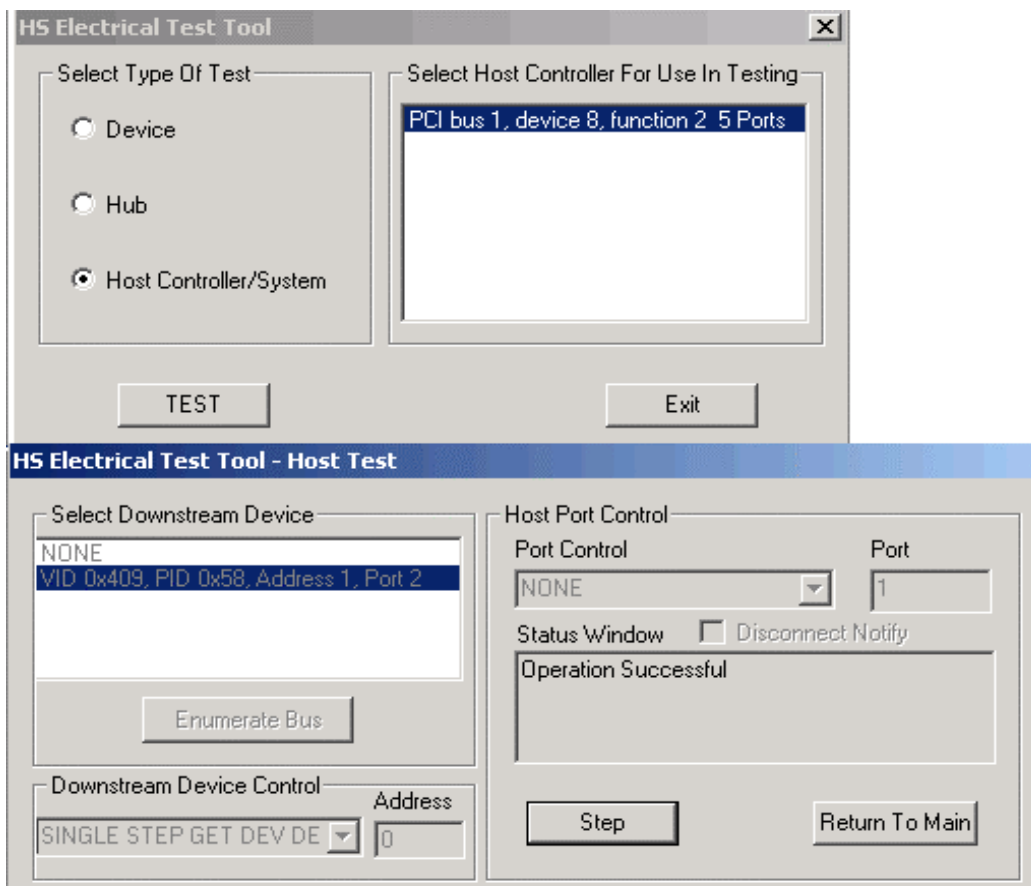 HS Electrical Test Tool
Select Type Of Test
Device
Hub
Host Controller/System
Select Host Controller For Use In Testing
PCI bus 1, device 8, function 2 5 Ports
TEST
Exit
HS Electrical Test Tool - Host Test
Select Downstream Device
NONE
VID 0x409, PID 0x58, Address 1, Port 2
Enumerate Bus
Downstream Device Control
Address
SINGLE STEP GET DEV DE
0
Host Port Control
Port Control
Port
NONE
1
Status Window
Disconnect Notify
Operation Successful
Step
Return To Main